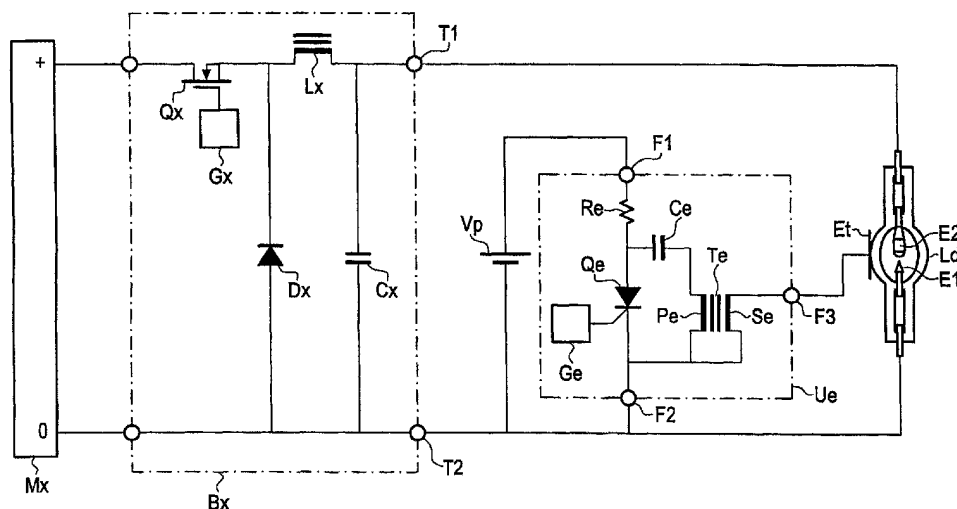 +
Qx
Gx
Lx
T1
Dx
Cx
Vp
F1
Re
Ce
Qe
Te
Pe
Se
Ge
F3
Ue
F2
Et
E2
Ld
E1
0
Mx
Bx
T2